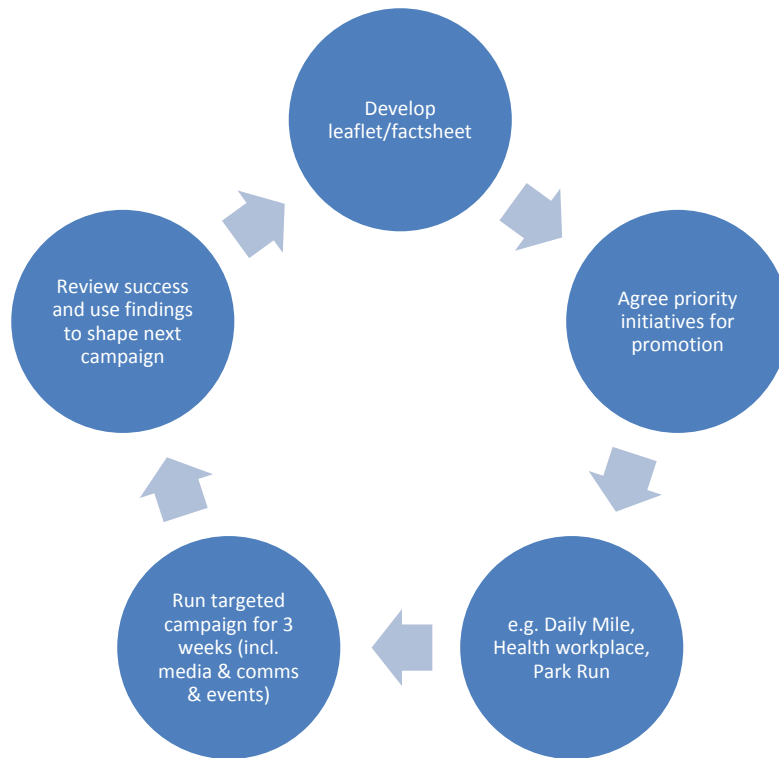 Develop
leaflet/factsheet
Agree priority
initiatives for
promotion
e.g. Daily Mile,
Health workplace,
Park Run
Run targeted
campaign for 3
weeks (incl.
media & comms
& events)
Review success
and use findings
to shape next
campaign